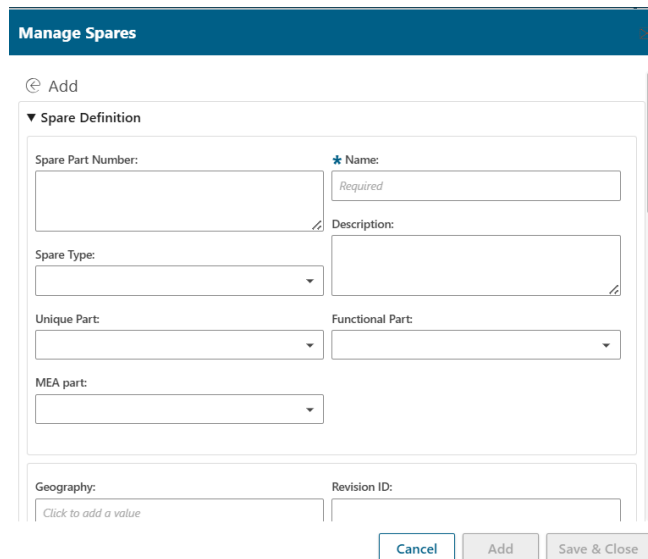 Manage Spares
Add
Spare Definition
Spare Part Number:
* Name:
Required
Description:
Spare Type:
Unique Part:
Functional Part:
MEA part:
Geography:
Revision ID:
Click to add a value
Cancel
Add
Save & Close